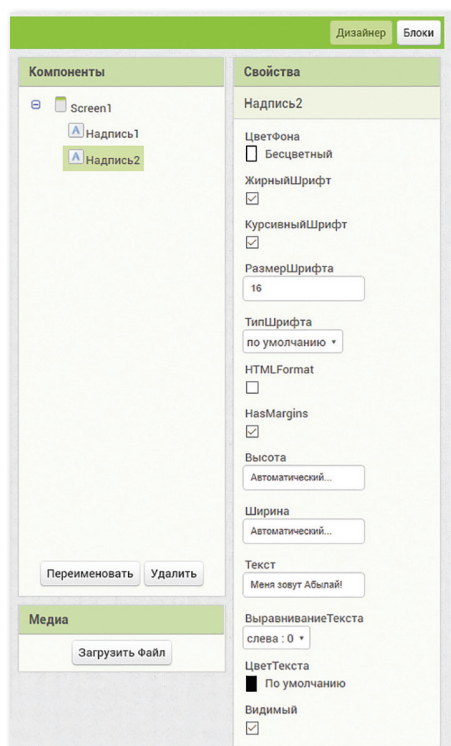 Дизайнер Блоки
Компоненты
Screen1
Надпись1
Надпись2
Переименовать Удалить
Медиа
Загрузить Файл
Свойства
Надпись2
ЦветФона
Бесцветный
ЖирныйШрифт
КурсивныйШрифт
РазмерШрифта
16
ТипШрифта
по умолчанию
HTMLFormat
HasMargins
Высота
Автоматический...
Ширина
Автоматический...
Текст
Меня зовут Абылай!
ВыравниваниеТекста
слева : 0
ЦветТекста
По умолчанию
Видимый